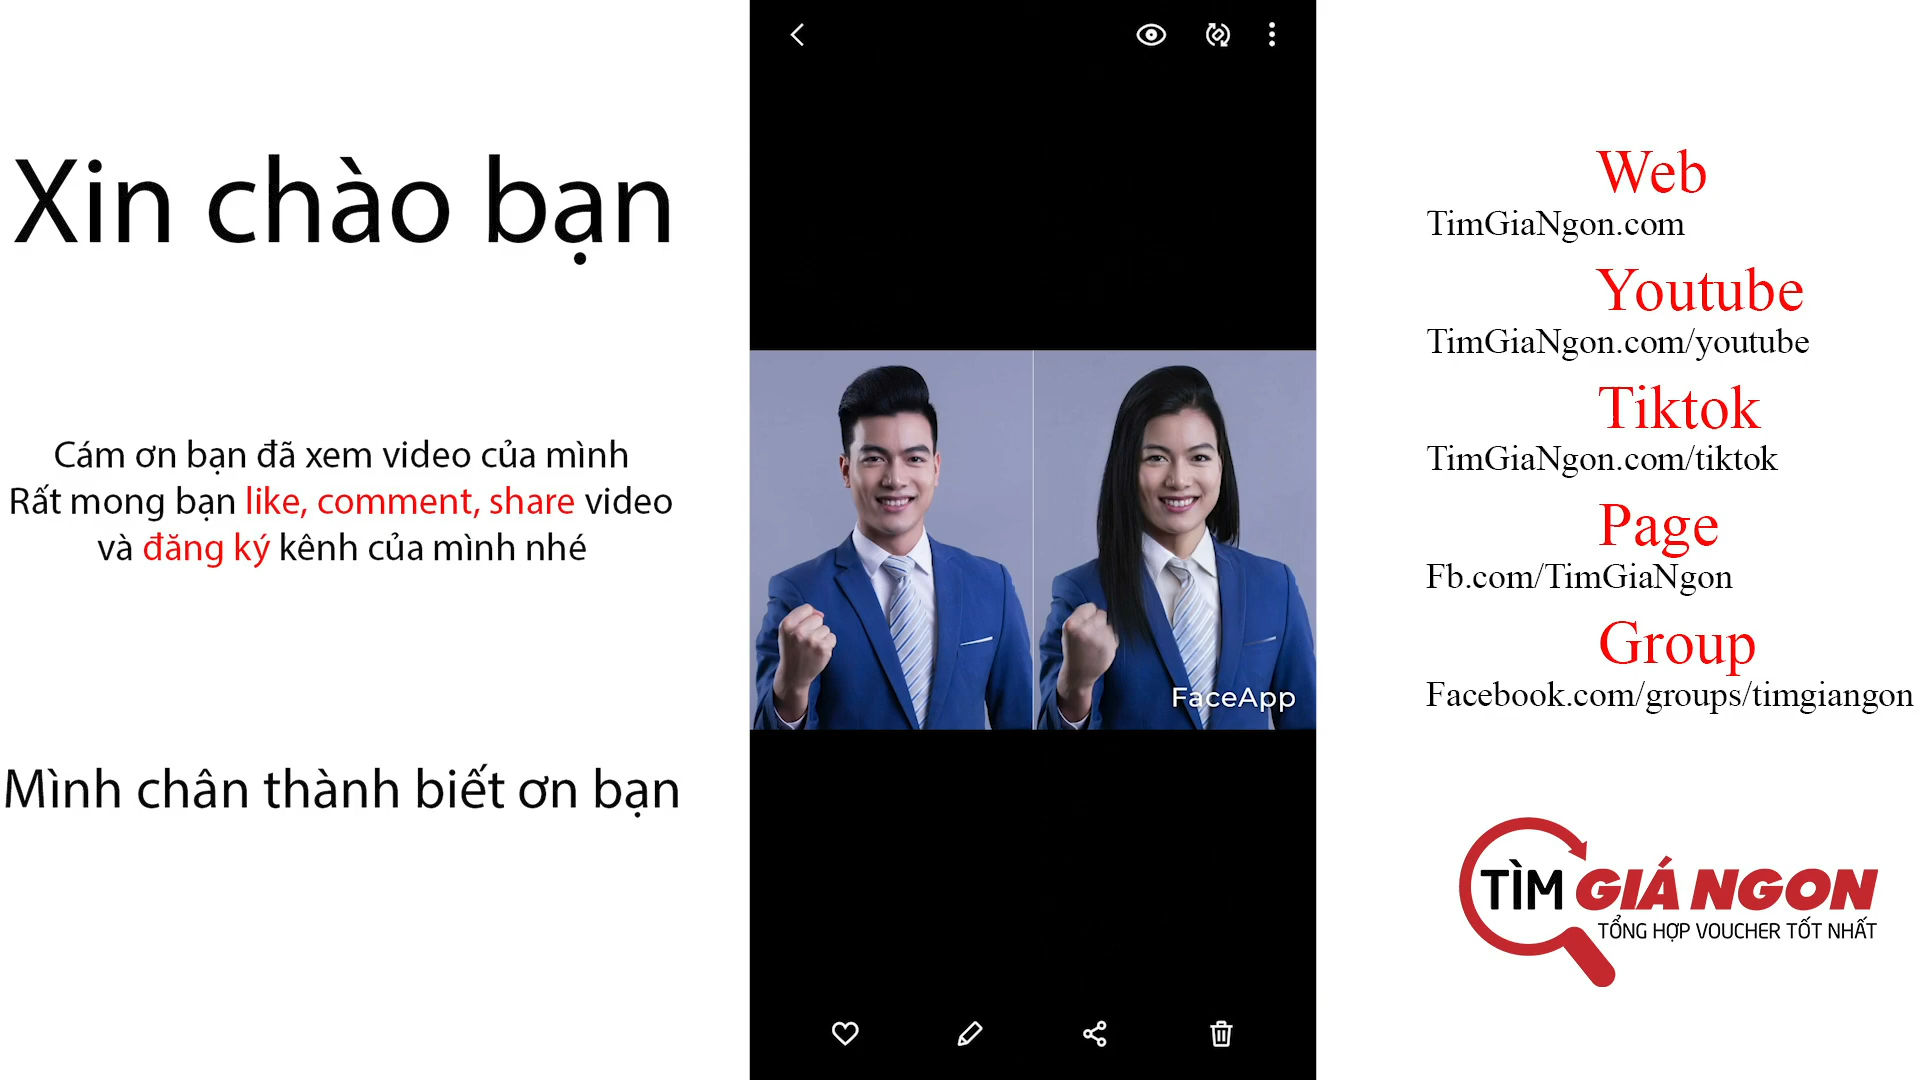 Xin chào bạn
Cám ơn bạn đã xem video của mình
Rất mong bạn like, comment, share video
và đăng ký kênh của mình nhé
Mình chân thành biết ơn bạn
FaceApp
Web
TimGiaNgon.com
Youtube
TimGiaNgon.com/youtube
Tiktok
TimGiaNgon.com/tiktok
Page
Fb.com/TimGiaNgon
Group
Facebook.com/groups/timgiangon
TÌM GIÁ NGON
TỔNG HỢP VOUCHER TỐT NHẤT